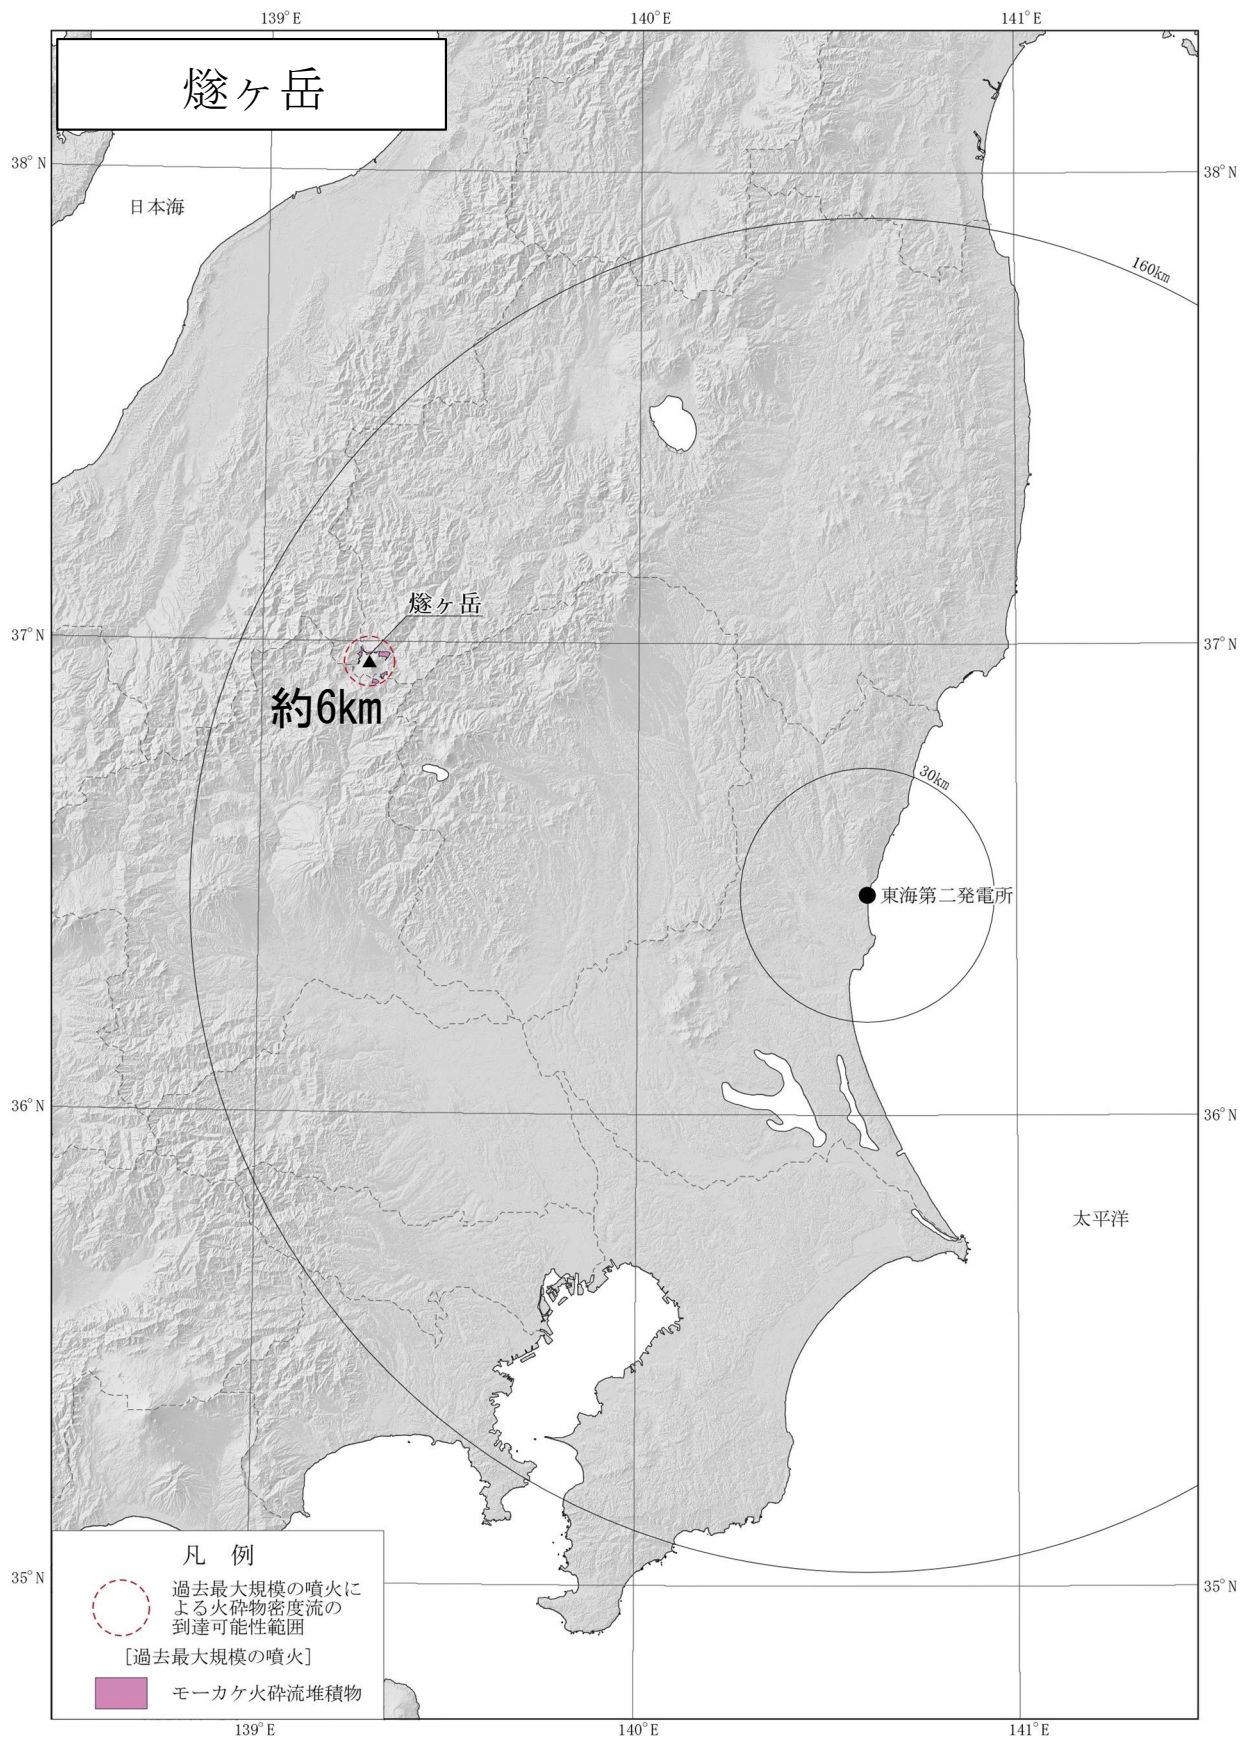 139°E
140°E
141°E
燧ヶ岳
38°N
38°N
日本海
160km
燧ヶ岳
37°N
37°N
約6km
30km
東海第二発電所
36°N
36°N
太平洋
凡 例
過去最大規模の噴火に
よる火砕物密度流の
到達可能性範囲
[過去最大規模の噴火]
モーカケ火砕流堆積物
35°N
35°N
139°E
140°E
141°E